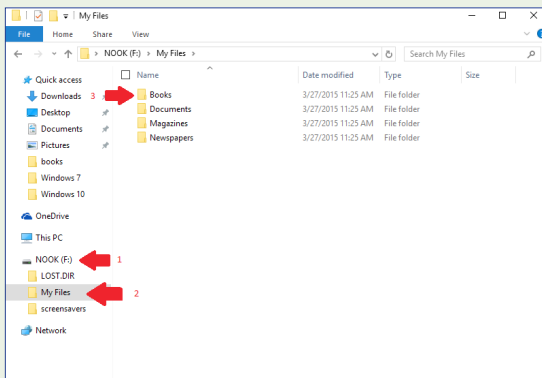 My Files
File Home Share View
NOOK (F:) My Files Search My Files
Name Date modified Type Size
Quick access
Downloads 3 Books 3/27/2015 11:25 AM File folder
Desktop Documents 3/27/2015 11:25 AM File folder
Documents Magazines 3/27/2015 11:25 AM File folder
Pictures Newspapers 3/27/2015 11:25 AM File folder
books
Windows 7
Windows 10
OneDrive
This PC
NOOK (F:) 1
LOST.DIR
My Files 2
screensavers
Network